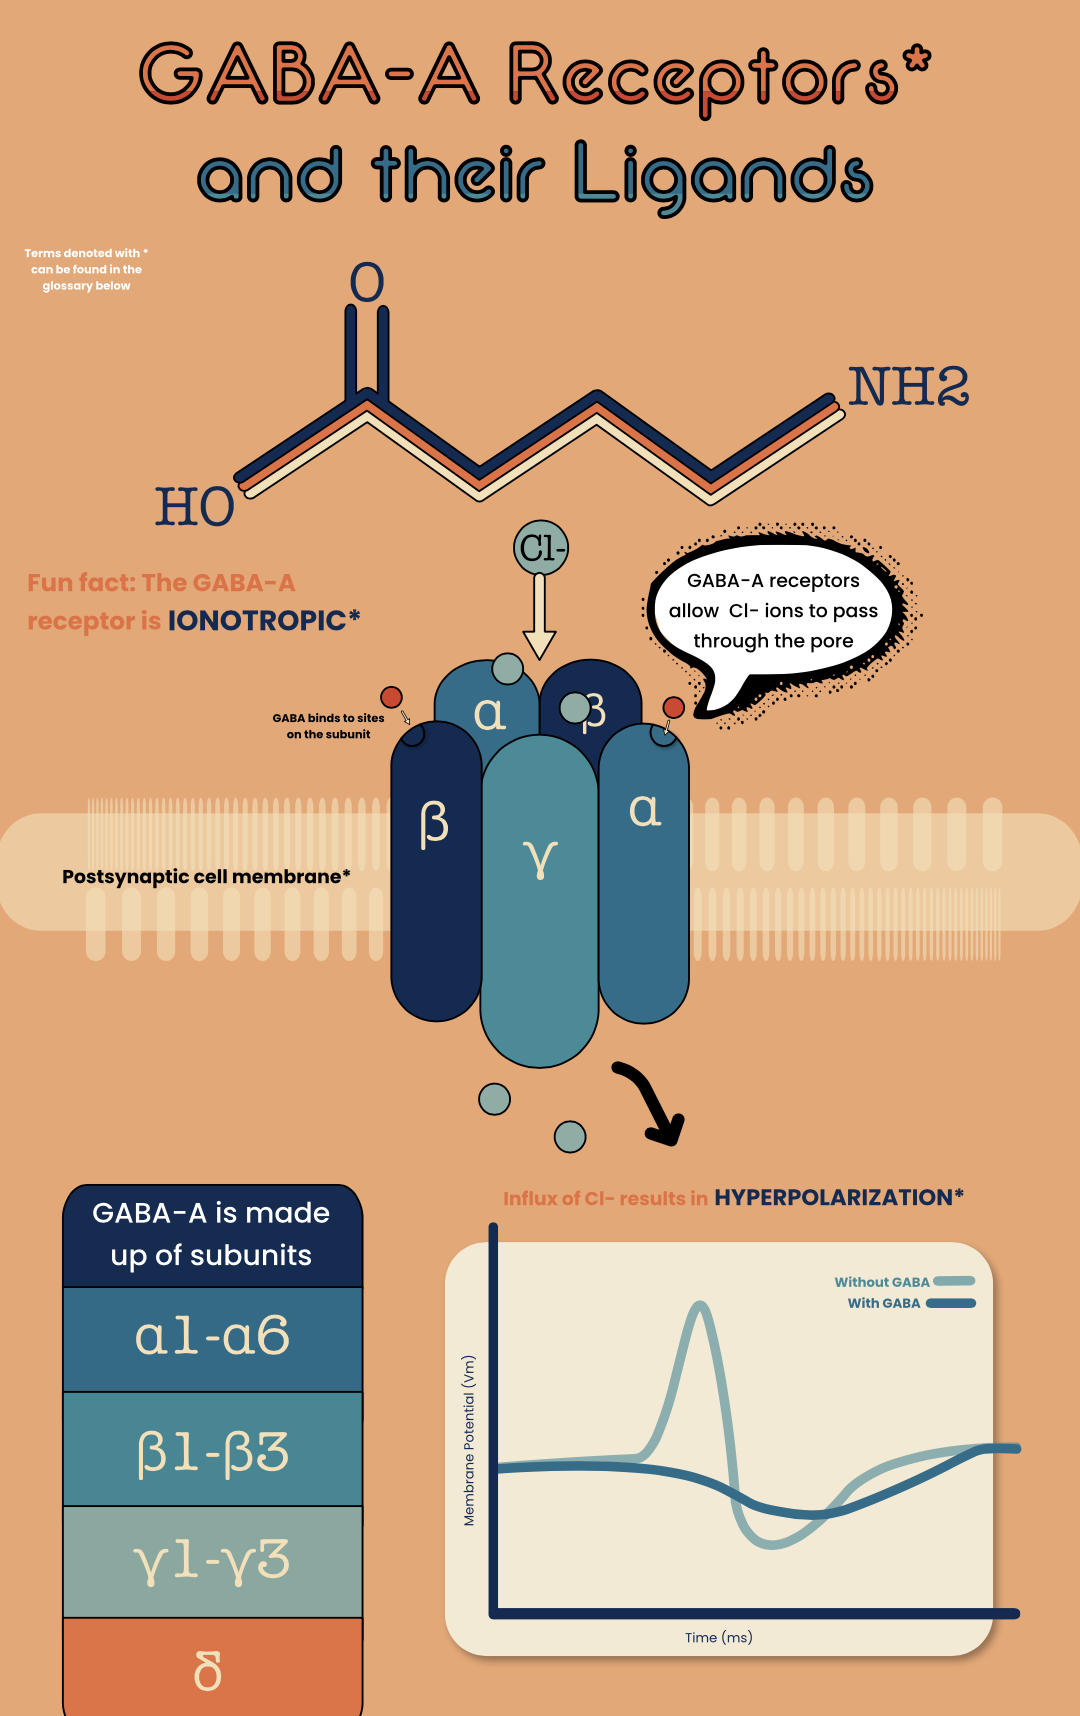 GABA-A Receptors*
and their Ligands
Terms denoted with *
can be found in the
glossary below
O
NH2
HO
Cl-
Fun fact: The GABA-A
receptor is IONOTROPIC*
GABA-A receptors
allow Cl- ions to pass
through the pore
GABA binds to sites
on the subunit
α
β
β
α
γ
Postsynaptic cell membrane*
GABA-A is made
up of subunits
α1-α6
β1-β3
γ1-γ3
δ
Influx of Cl- results in HYPERPOLARIZATION*
Without GABA
With GABA
Membrane Potential (Vm)
Time (ms)